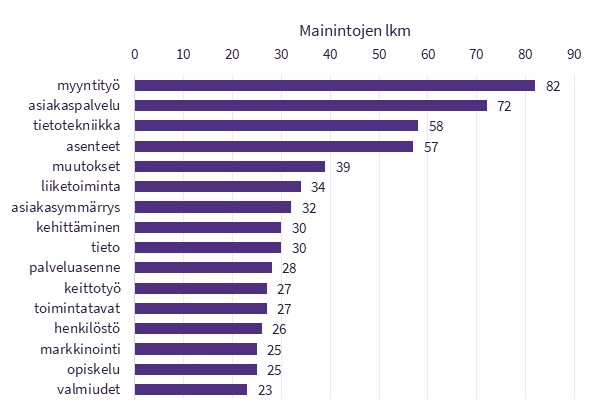 Mainintojen lkm
0 10 20 30 40 50 60 70 80 90
myyntityö 82
asiakaspalvelu 72
tietotekniikka 58
asenteet 57
muutokset 39
liiketoiminta 34
asiakasymmärrys 32
kehittäminen 30
tieto 30
palveluasenne 28
keittotyö 27
toimintatavat 27
henkilöstö 26
markkinointi 25
opiskelu 25
valmiudet 23